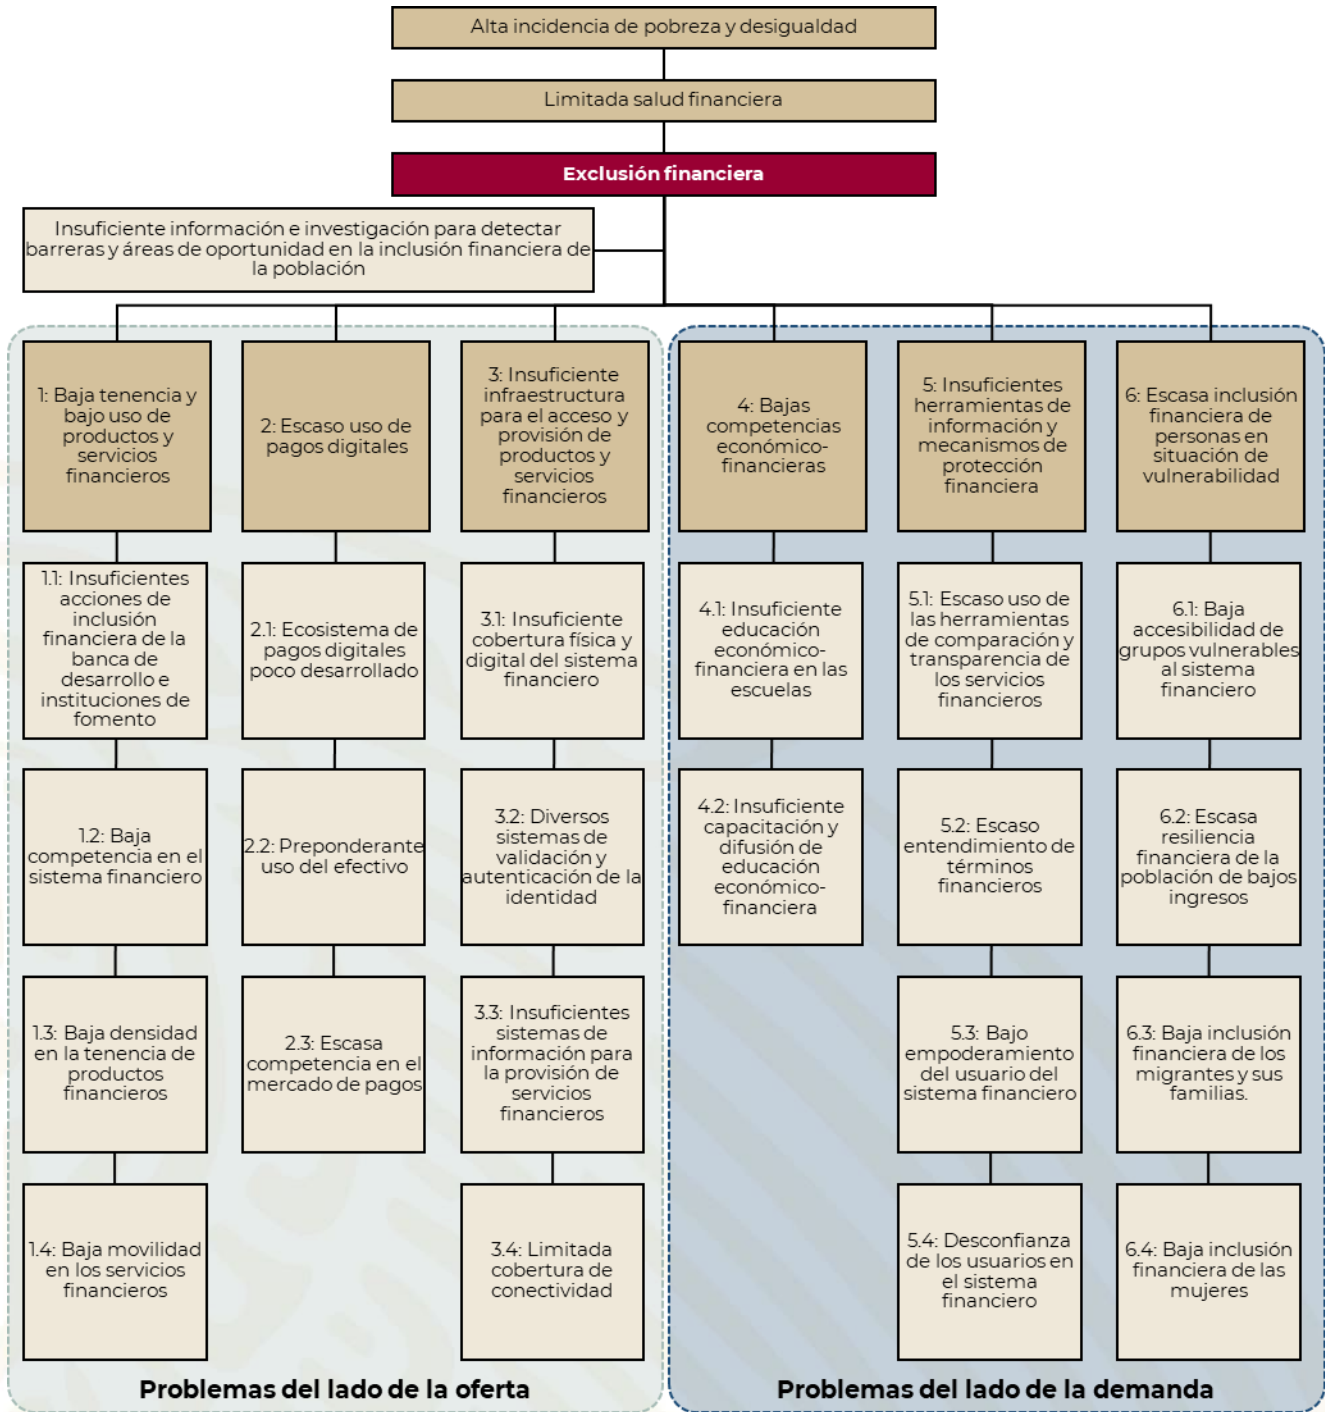 Alta incidencia de pobreza y desigualdad
Limitada salud financiera
Exclusión financiera
Insuficiente información e investigación para detectar
barreras y áreas de oportunidad en la inclusión financiera de
la población
1: Baja tenencia y
bajo uso de
productos y
servicios
financieros
2: Escaso uso de
pagos digitales
3: Insuficiente
infraestructura
para el acceso y
provisión de
productos y
servicios
financieros
4: Bajas
competencias
económico-
financieras
5: Insuficientes
herramientas de
información y
mecanismos de
protección
financiera
6: Escasa inclusión
financiera de
personas en
situación de
vulnerabilidad
1.1: Insuficientes
acciones de
inclusión
financiera de la
banca de
desarrollo e
instituciones de
fomento
2.1: Ecosistema de
pagos digitales
poco desarrollado
3.1: Insuficiente
cobertura física y
digital del sistema
financiero
4.1: Insuficiente
educación
económico-
financiera en las
escuelas
5.1: Escaso uso de
las herramientas
de comparación y
transparencia de
los servicios
financieros
6.1: Baja
accesibilidad de
grupos vulnerables
al sistema
financiero
1.2: Baja
competencia en el
sistema financiero
2.2: Preponderante
uso del efectivo
3.2: Diversos
sistemas de
validación y
autenticación de la
identidad
4.2: Insuficiente
capacitación y
difusión de
educación
económico-
financiera
5.2: Escaso
entendimiento de
términos
financieros
6.2: Escasa
resiliencia
financiera de la
población de bajos
ingresos
1.3: Baja densidad
en la tenencia de
productos
financieros
2.3: Escasa
competencia en el
mercado de pagos
3.3: Insuficientes
sistemas de
información para
la provisión de
servicios
financieros
5.3: Bajo
empoderamiento
del usuario del
sistema financiero
6.3: Baja inclusión
financiera de los
migrantes y sus
familias.
1.4: Baja movilidad
en los servicios
financieros
3.4: Limitada
cobertura de
conectividad
5.4: Desconfianza
de los usuarios en
el sistema
financiero
6.4: Baja inclusión
financiera de las
mujeres
Problemas del lado de la oferta
Problemas del lado de la demanda